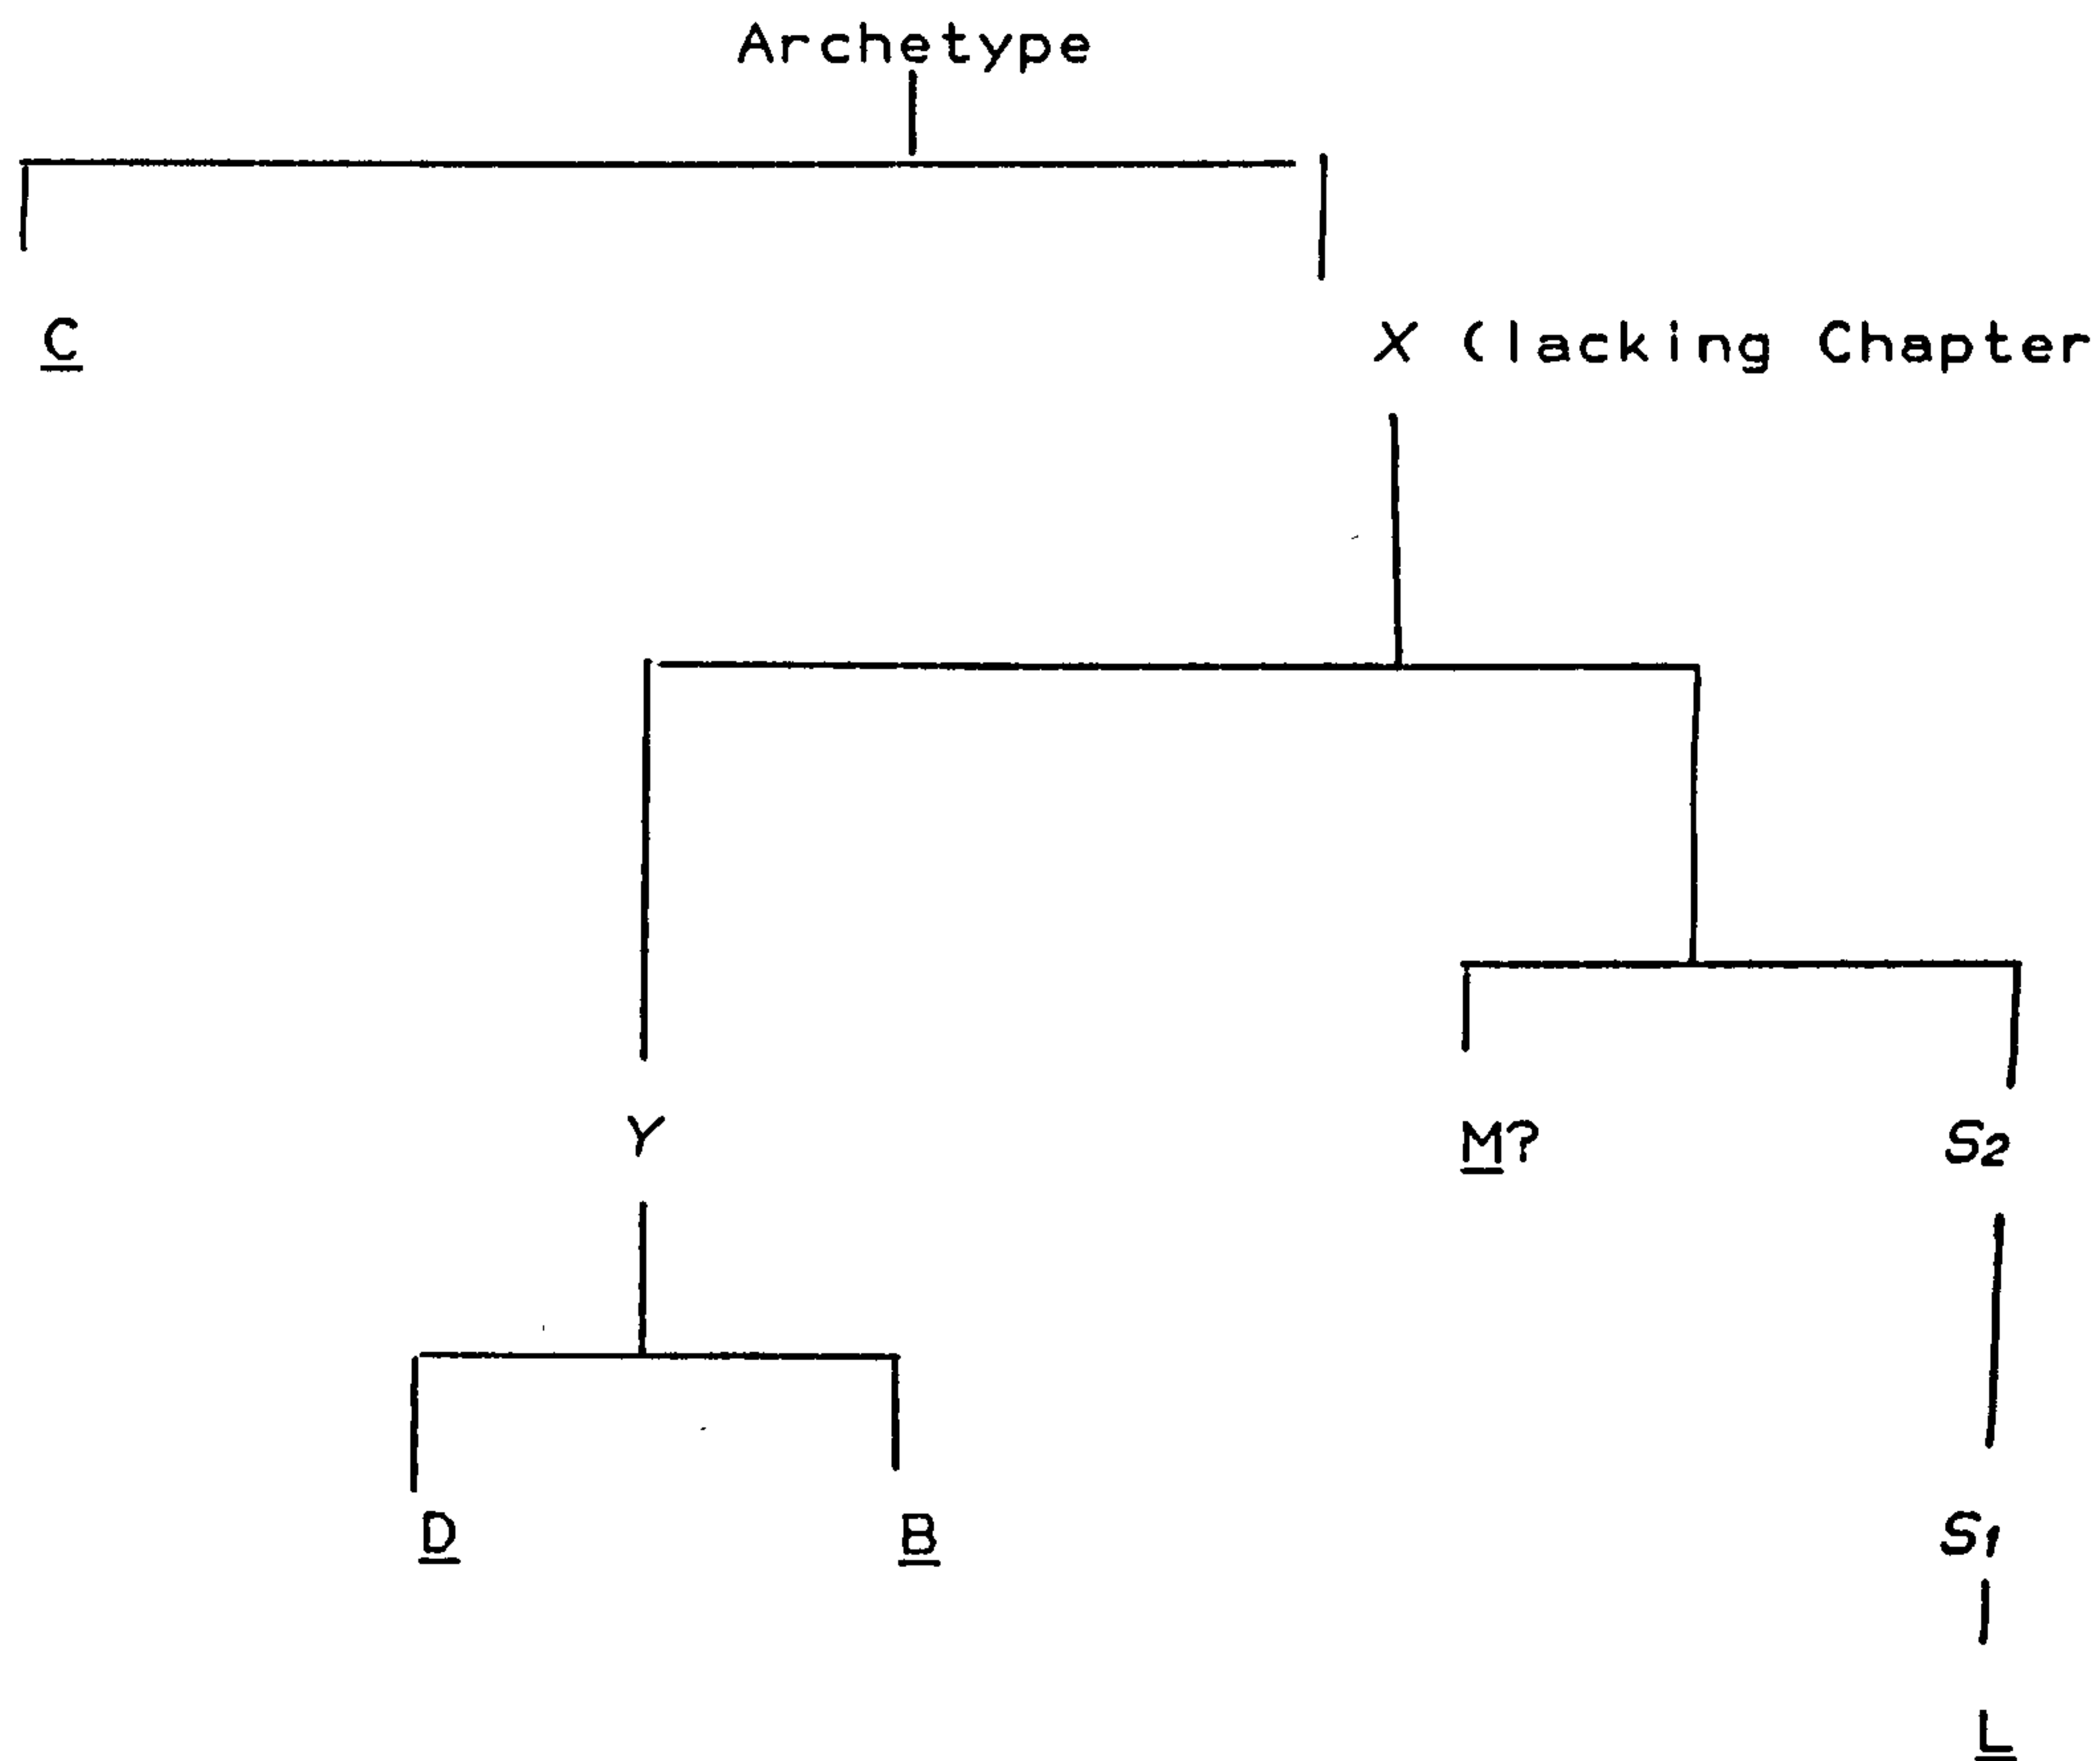 Archetype
C X (lacking Chapter
Y M? S2
D B S1
L